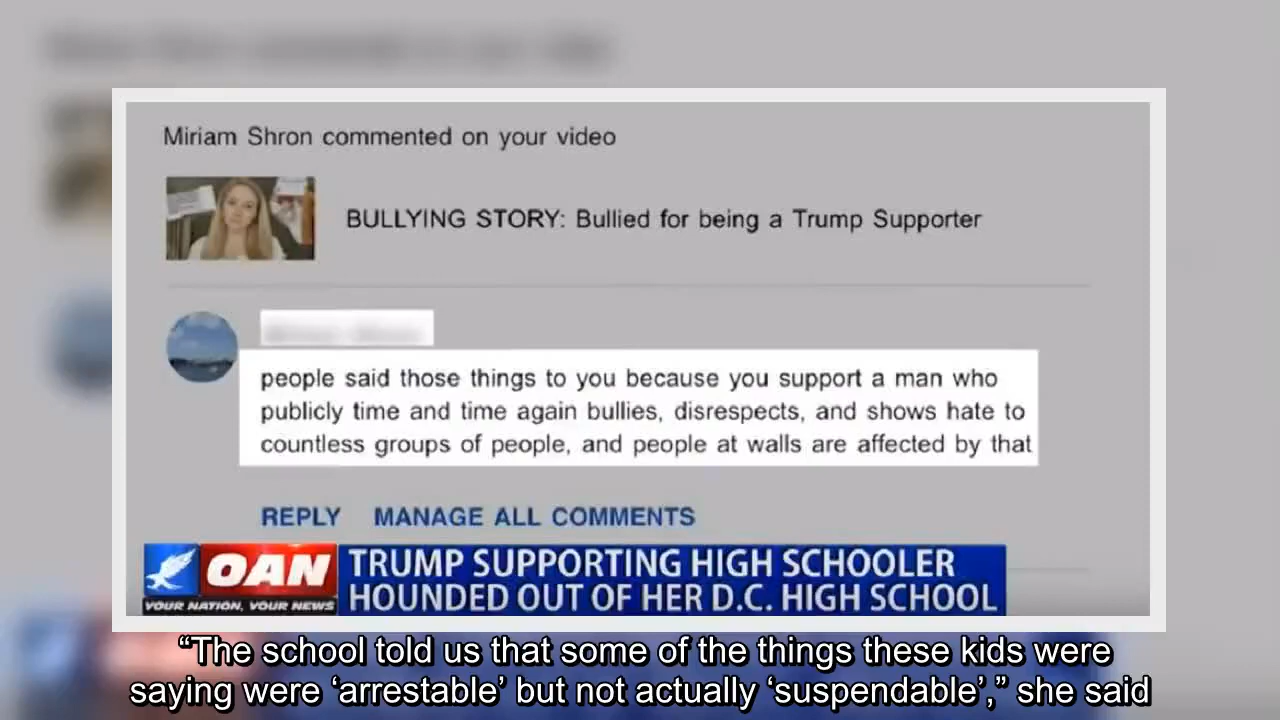 Miriam Shron commented on your video
BULLYING STORY: Bullied for being a Trump Supporter
people said those things to you because you support a man who
publicly time and time again bullies, disrespects, and shows hate to
countless groups of people, and people at walls are affected by that
REPLY MANAGE ALL COMMENTS
OAN
YOUR NATION, YOUR NEWS
TRUMP SUPPORTING HIGH SCHOOLER
HOUNDED OUT OF HER D.C. HIGH SCHOOL
“The school told us that some of the things these kids were
saying were ‘arrestable’ but not actually ‘suspendable’,” she said